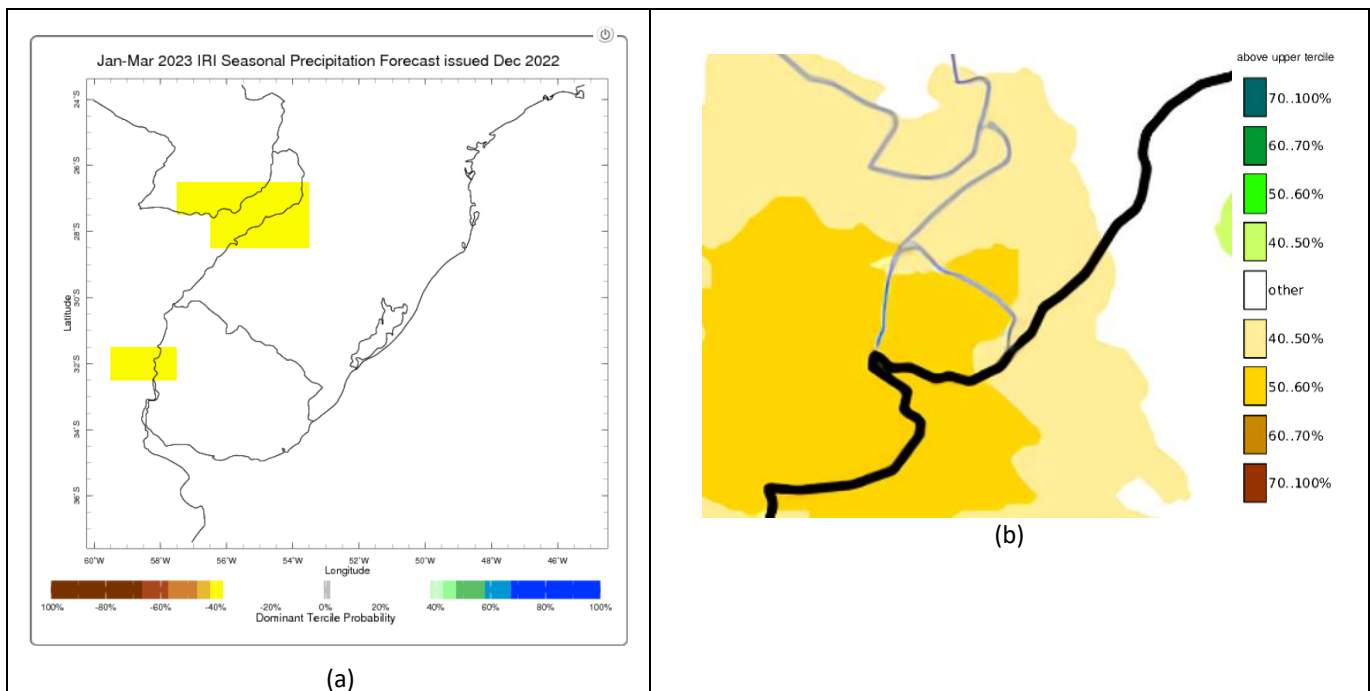 Jan-Mar 2023 IRI Seasonal Precipitation Forecast issued Dec 2022
24°S
26°S
28°S
30°S
32°S
34°S
36°S
Latitude
60°W 58°W 56°W 54°W 52°W 50°W 48°W 46°W
Longitude
100% -80% -60% -40% -20% 0% 20% 40% 60% 80% 100%
Dominant Tercile Probability
(a)
above upper tercile
70..100%
60..70%
50..60%
40..50%
other
40..50%
50..60%
60..70%
70..100%
(b)